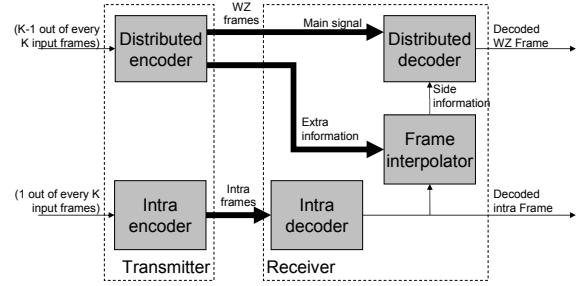 WZ
frames
(K-1 out of every
K input frames)
Distributed
encoder
Main signal
Distributed
decoder
Decoded
WZ Frame
Side
information
Extra
information
Frame
interpolator
(1 out of every K
input frames)
Intra
encoder
Intra
frames
Intra
decoder
Decoded
intra Frame
Transmitter
Receiver